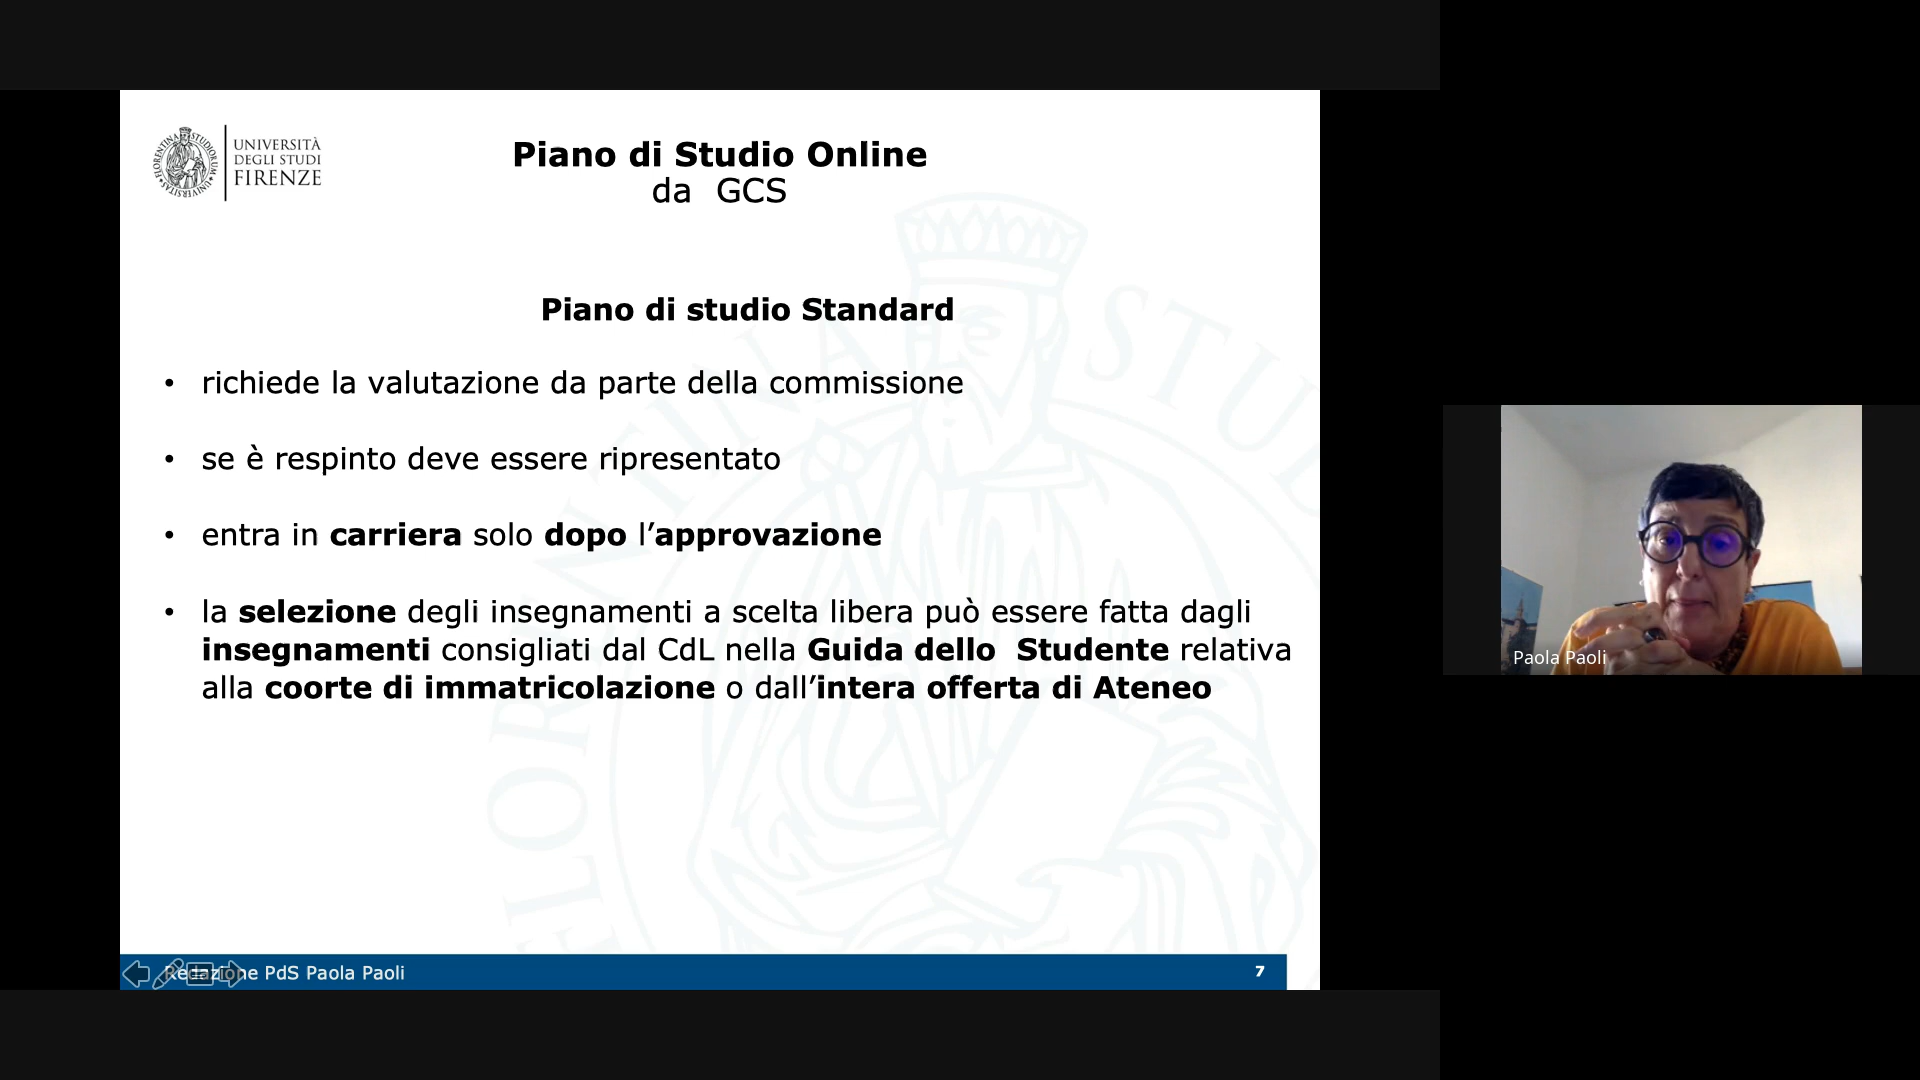 UNIVERSITÀ
DEGLI STUDI
FIRENZE
Piano di Studio Online
da GCS
Piano di studio Standard
• richiede la valutazione da parte della commissione
• se è respinto deve essere ripresentato
• entra in carriera solo dopo l’approvazione
• la selezione degli insegnamenti a scelta libera può essere fatta dagli
insegnamenti consigliati dal CdL nella Guida dello Studente relativa
alla coorte di immatricolazione o dall’intera offerta di Ateneo
Paola Paoli
Redazione PdS Paola Paoli
7